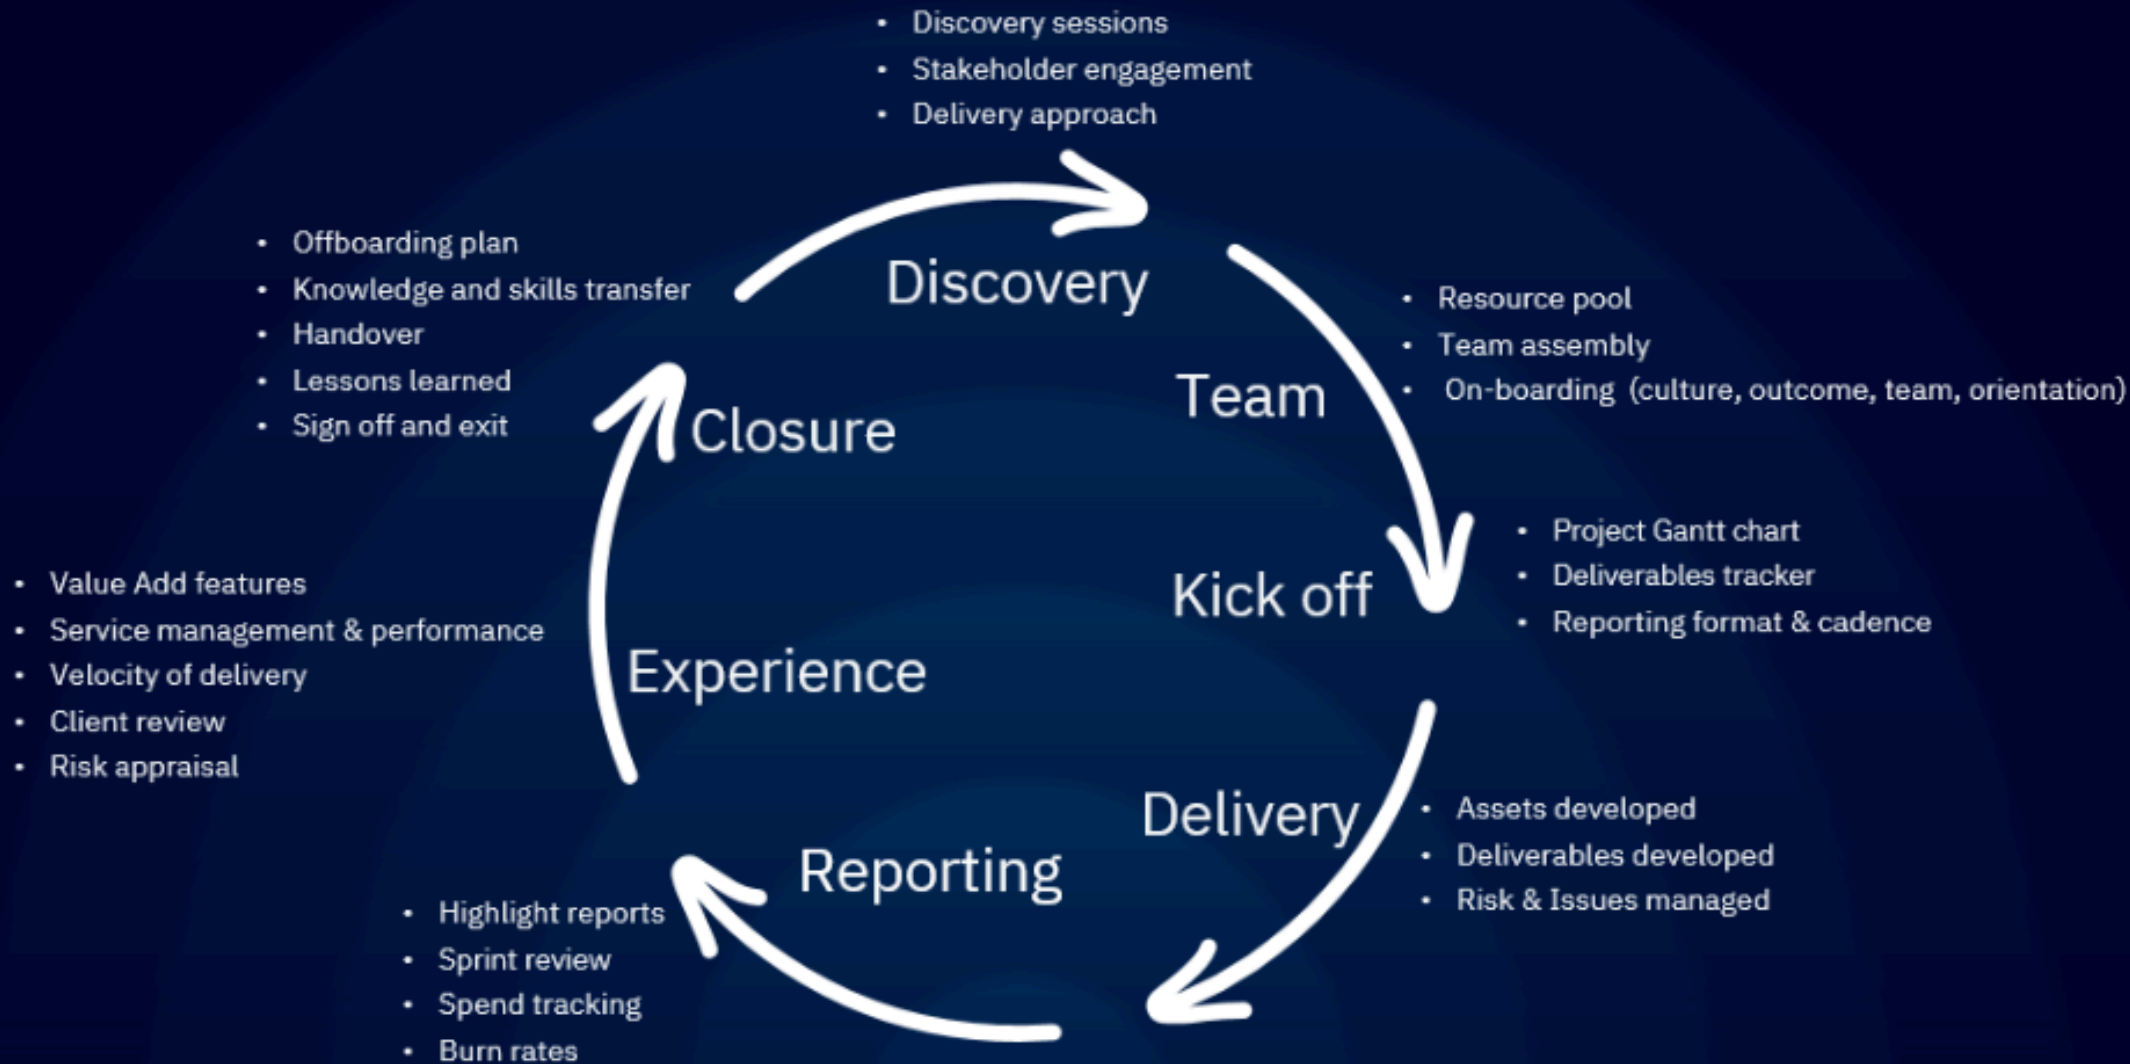 • Discovery sessions
• Stakeholder engagement
• Delivery approach
Discovery
• Resource pool
• Team assembly
• On-boarding (culture, outcome, team, orientation)
Team
• Project Gantt chart
• Deliverables tracker
• Reporting format & cadence
Kick off
• Assets developed
• Deliverables developed
• Risk & Issues managed
Delivery
Reporting
• Highlight reports
• Sprint review
• Spend tracking
• Burn rates
Experience
• Value Add features
• Service management & performance
• Velocity of delivery
• Client review
• Risk appraisal
Closure
• Offboarding plan
• Knowledge and skills transfer
• Handover
• Lessons learned
• Sign off and exit